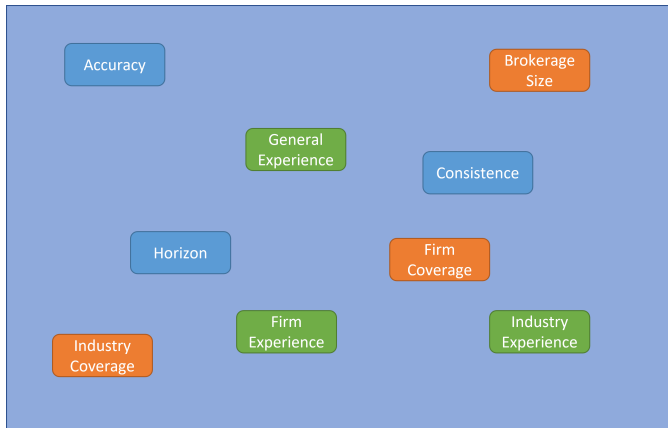 Accuracy
Brokerage
Size
General
Experience
Consistence
Horizon
Firm
Coverage
Firm
Experience
Industry
Experience
Industry
Coverage